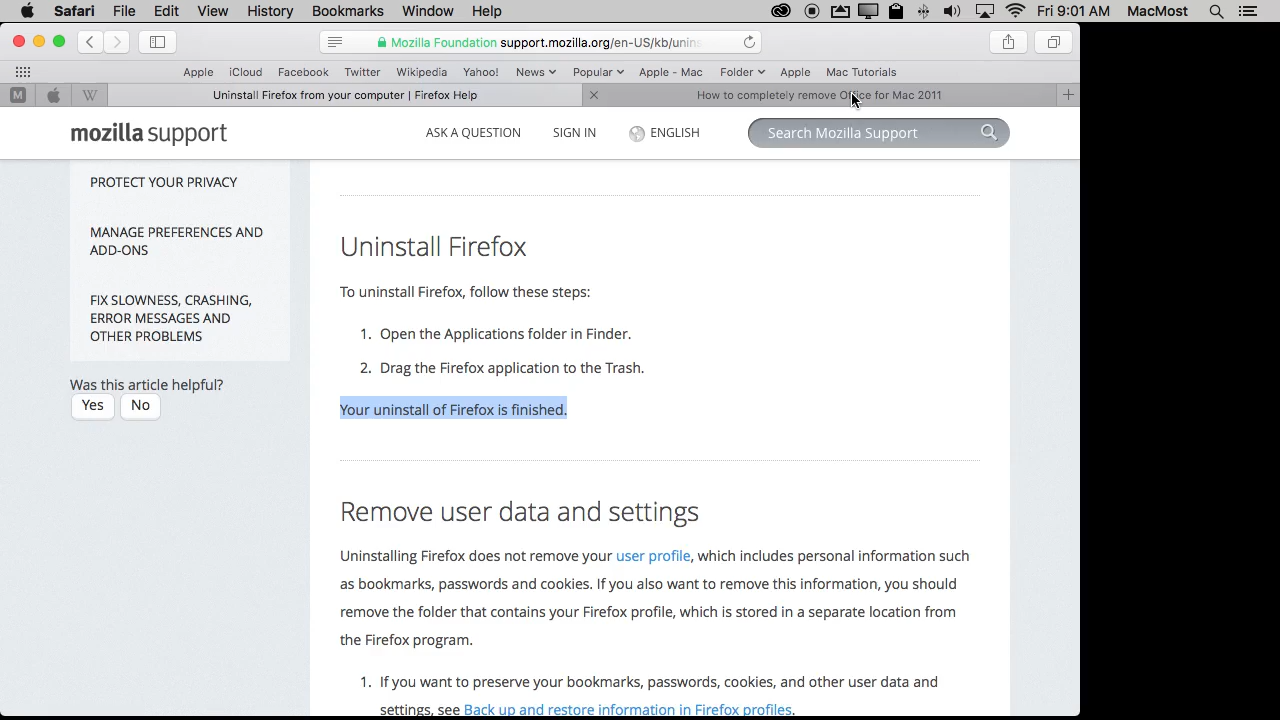 Safari File Edit View History Bookmarks Window Help Fri 9:01 AM MacMost
Mozilla Foundation support.mozilla.org/en-US/kb/unins
Apple iCloud Facebook Twitter Wikipedia Yahoo! News Popular Apple - Mac Folder Apple Mac Tutorials
M W Uninstall Firefox from your computer | Firefox Help How to completely remove Office for Mac 2011
mozilla support ASK A QUESTION SIGN IN ENGLISH Search Mozilla Support
PROTECT YOUR PRIVACY
MANAGE PREFERENCES AND
ADD-ONS
FIX SLOWNESS, CRASHING,
ERROR MESSAGES AND
OTHER PROBLEMS
Was this article helpful?
Yes No
Uninstall Firefox
To uninstall Firefox, follow these steps:
1. Open the Applications folder in Finder.
2. Drag the Firefox application to the Trash.
Your uninstall of Firefox is finished.
Remove user data and settings
Uninstalling Firefox does not remove your user profile, which includes personal information such
as bookmarks, passwords and cookies. If you also want to remove this information, you should
remove the folder that contains your Firefox profile, which is stored in a separate location from
the Firefox program.
1. If you want to preserve your bookmarks, passwords, cookies, and other user data and
settings, see Back up and restore information in Firefox profiles.